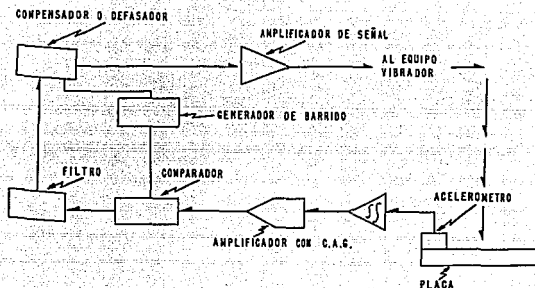 COMPENSADOR O DEFASADOR
AMPLIFICADOR DE SEÑAL
AL EQUIPO
VIBRADOR
GENERADOR DE BARRIDO
FILTRO
COMPARADOR
ACELEROMETRO
∫∫
AMPLIFICADOR CON C.A.G.
PLACA